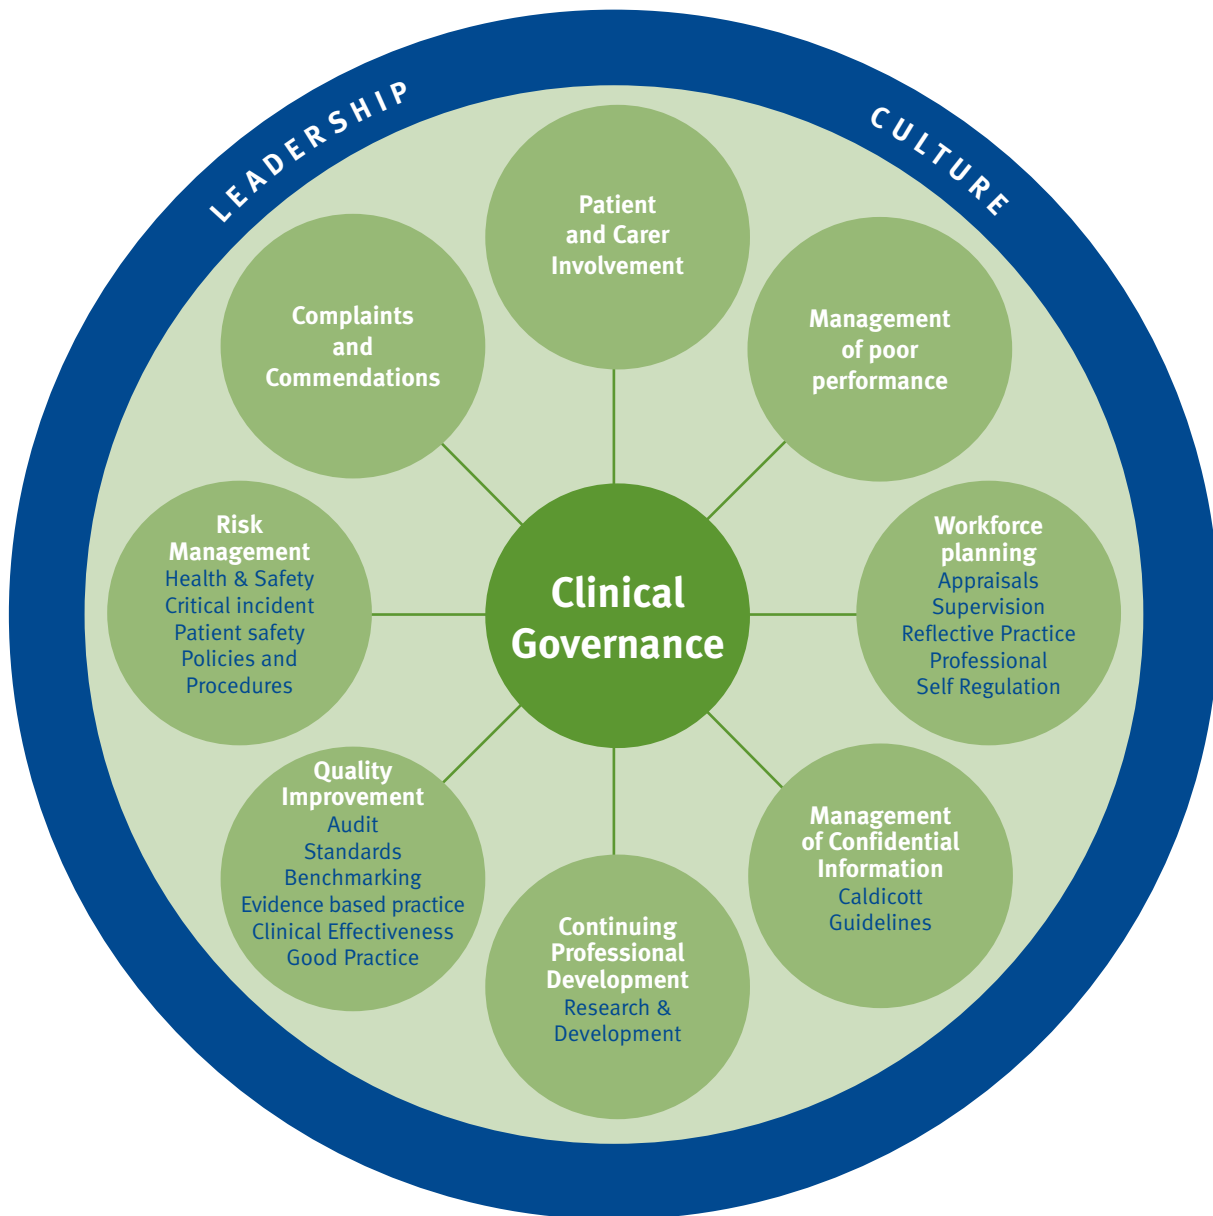 LEADERSHIP
CULTURE
Patient
and Carer
Involvement
Complaints
and
Commendations
Management
of poor
performance
Risk
Management
Health & Safety
Critical incident
Patient safety
Policies and
Procedures
Clinical
Governance
Workforce
planning
Appraisals
Supervision
Reflective Practice
Professional
Self Regulation
Quality
Improvement
Audit
Standards
Benchmarking
Evidence based practice
Clinical Effectiveness
Good Practice
Continuing
Professional
Development
Research &
Development
Management
of Confidential
Information
Caldicott
Guidelines